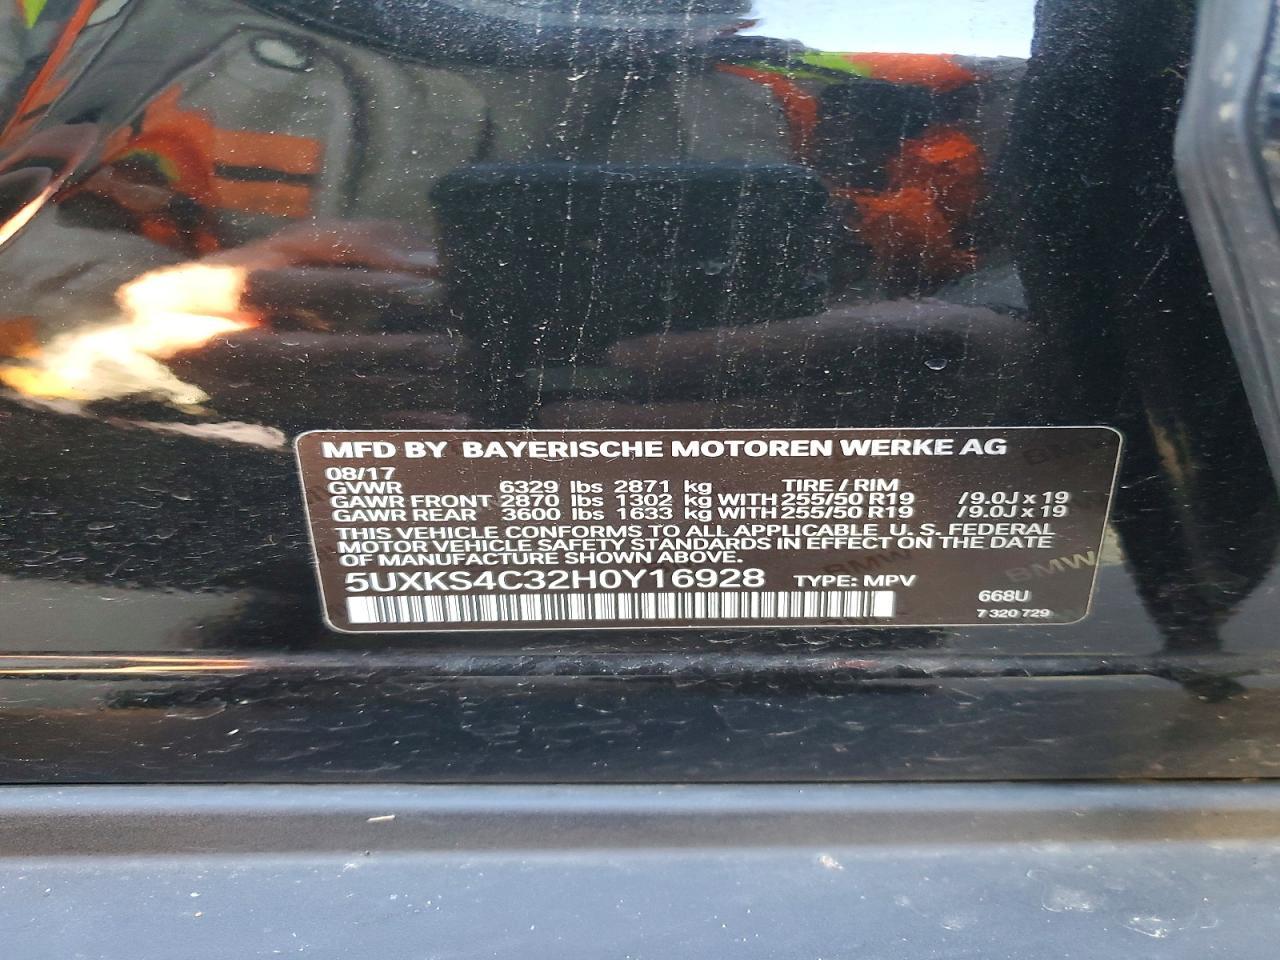 MFD BY BAYERISCHE MOTOREN WERKE AG
08/17
GVWR 6329 lbs 2871 kg TIRE / RIM
GAWR FRONT 2870 lbs 1302 kg WITH 255/50 R19 /9.0J x 19
GAWR REAR 3600 lbs 1633 kg WITH 255/50 R19 /9.0J x 19
THIS VEHICLE CONFORMS TO ALL APPLICABLE U.S. FEDERAL
MOTOR VEHICLE SAFETY STANDARDS IN EFFECT ON THE DATE
OF MANUFACTURE SHOWN ABOVE.
5UXKS4C32H0Y16928 TYPE: MPV
668U
7 320 729
BMW
BMW